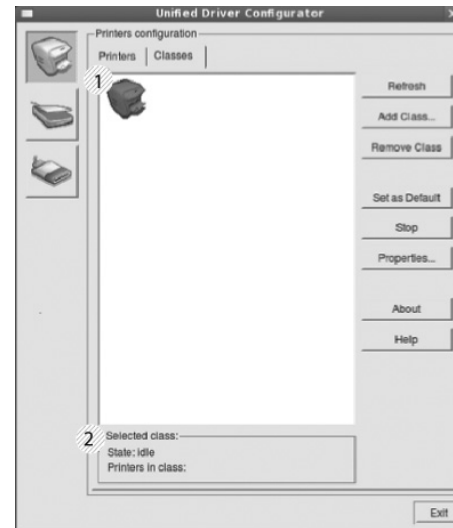 Unified Driver Configurator
Printers configuration
Printers
Classes
1
Refresh
Add Class...
Remove Class
Set as Default
Stop
Properties...
About
Help
2
Selected class:
State: idle
Printers in class:
Exit